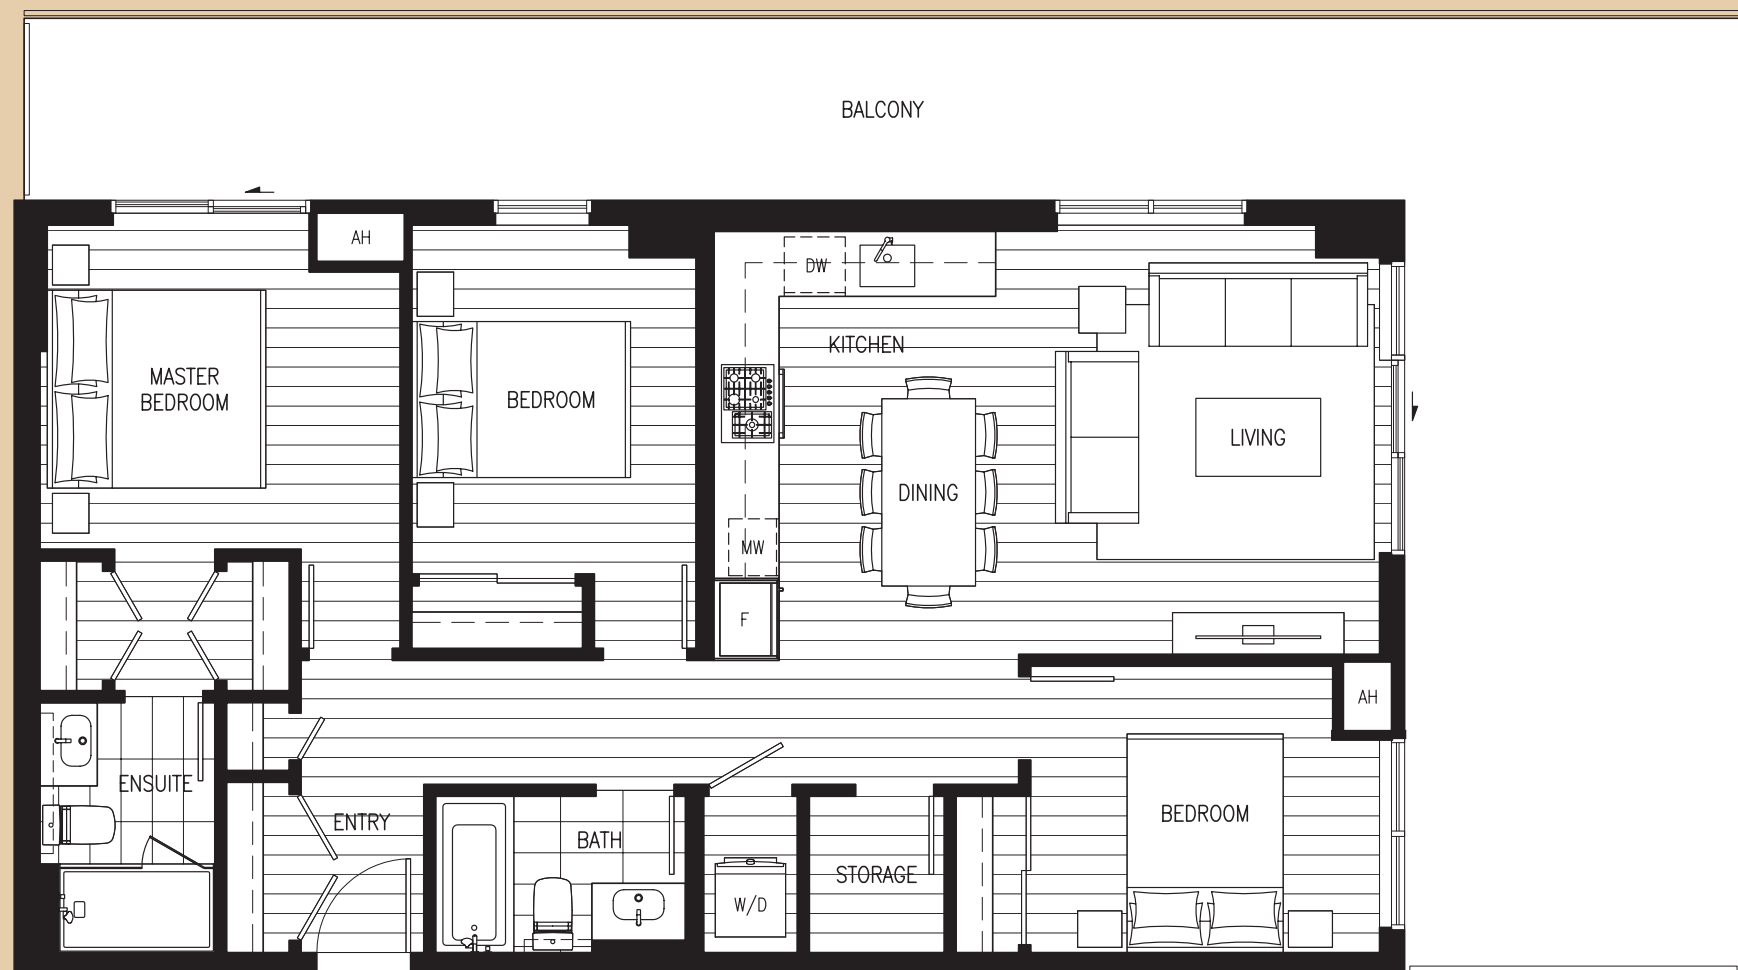 BALCONY
AH
DW
KITCHEN
MASTER
BEDROOM
BEDROOM
LIVING
DINING
MW
F
AH
ENSUITE
ENTRY
BATH
BEDROOM
STORAGE
W/D